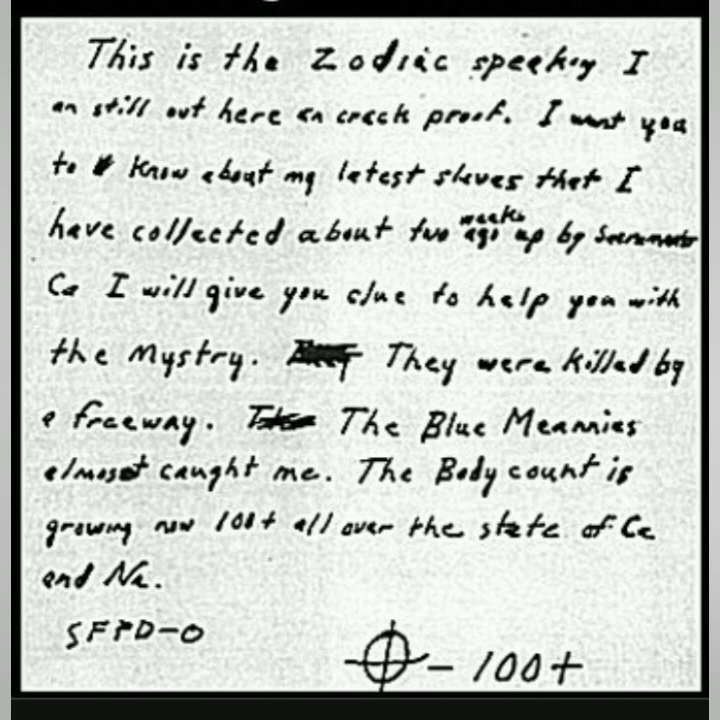 This is the Zodiac speeking I
am still out here an crack proof. I want you
to know about my latest slaves that I
have collected about two weeks ago up by Sacramento
Ca I will give you clue to help you with
the Mystry. They were killed by
a freeway. The Blue Meannies
almost caught me. The Body count is
growing now 100+ all over the state of Ca
and Na.
SFPD-0
- 100+